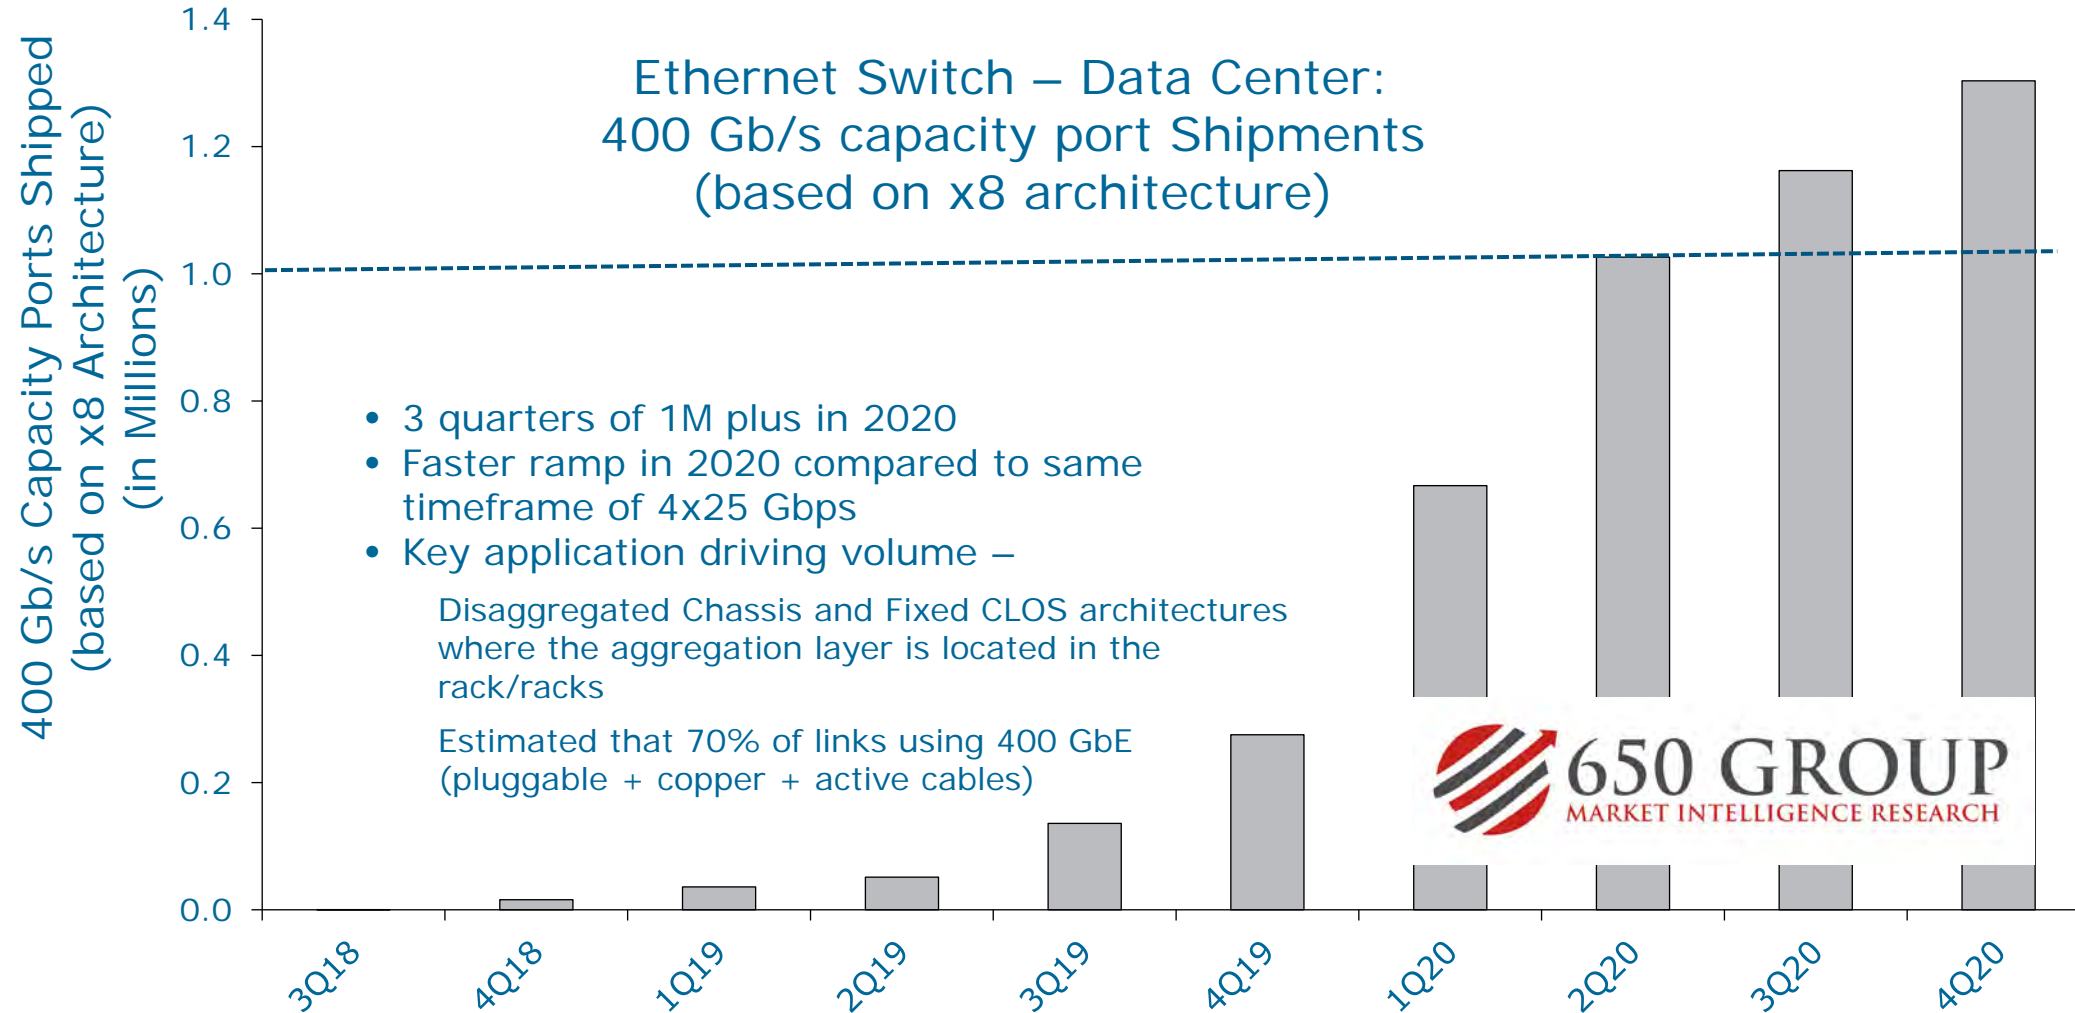 400 Gb/s Capacity Ports Shipped
(based on x8 Architecture)
(in Millions)
1.4
1.2
1.0
0.8
0.6
0.4
0.2
0.0
Ethernet Switch – Data Center:
400 Gb/s capacity port Shipments
(based on x8 architecture)
• 3 quarters of 1M plus in 2020
• Faster ramp in 2020 compared to same
timeframe of 4x25 Gbps
• Key application driving volume –
Disaggregated Chassis and Fixed CLOS architectures
where the aggregation layer is located in the
rack/racks
Estimated that 70% of links using 400 GbE
(pluggable + copper + active cables)
650 GROUP
MARKET INTELLIGENCE RESEARCH
3Q18
4Q18
1Q19
2Q19
3Q19
4Q19
1Q20
2Q20
3Q20
4Q20